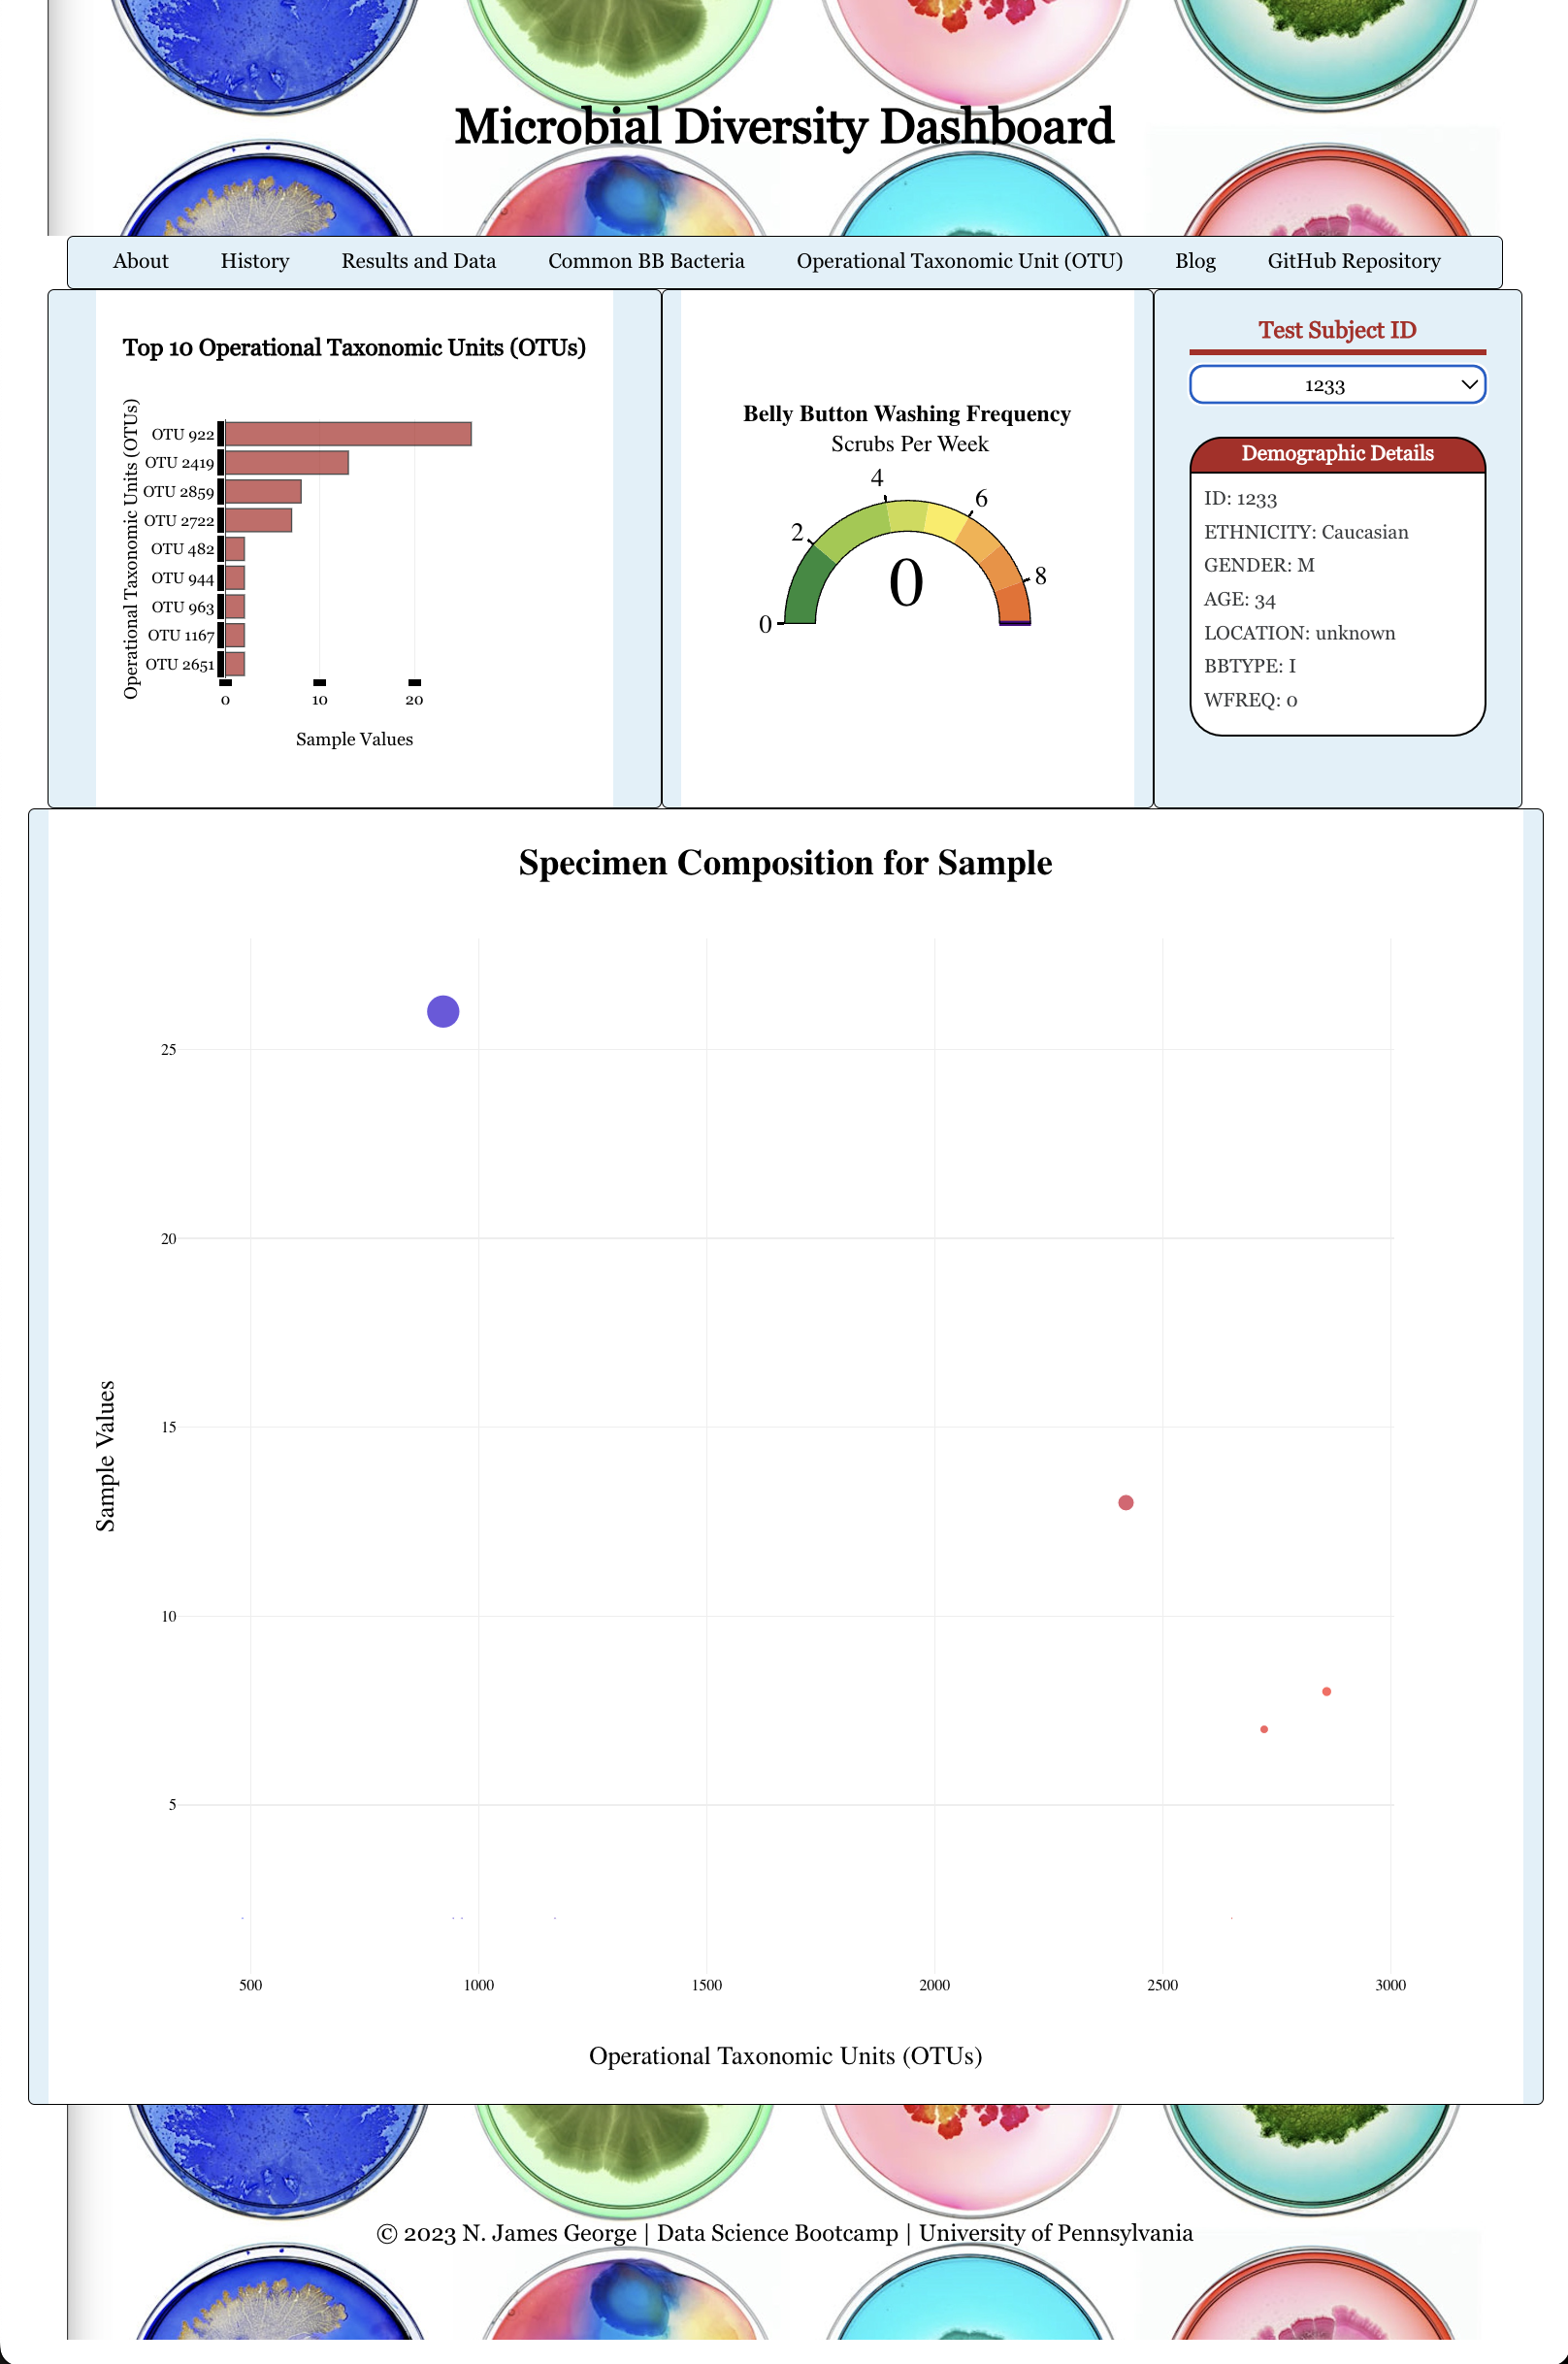 Microbial Diversity Dashboard
About History Results and Data Common BB Bacteria Operational Taxonomic Unit (OTU) Blog GitHub Repository
Top 10 Operational Taxonomic Units (OTUs)
Operational Taxonomic Units (OTUs)
OTU 922
OTU 2419
OTU 2859
OTU 2722
OTU 482
OTU 944
OTU 963
OTU 1167
OTU 2651
0 10 20
Sample Values
Belly Button Washing Frequency
Scrubs Per Week
0 2 4 6 8
0
Test Subject ID
1233
Demographic Details
ID: 1233
ETHNICITY: Caucasian
GENDER: M
AGE: 34
LOCATION: unknown
BBTYPE: I
WFREQ: 0
Specimen Composition for Sample
Sample Values
25
20
15
10
5
500 1000 1500 2000 2500 3000
Operational Taxonomic Units (OTUs)
© 2023 N. James George | Data Science Bootcamp | University of Pennsylvania